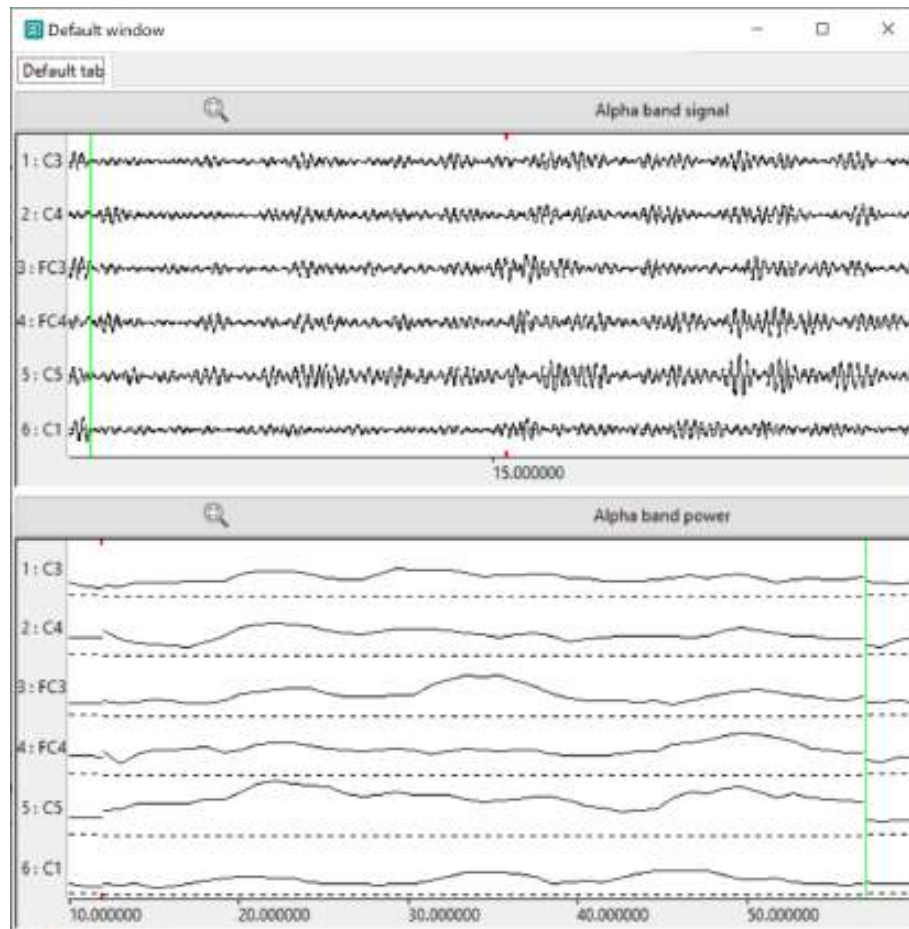 Default window
Default tab
Alpha band signal
1 : C3
2 : C4
3 : FC3
4 : FC4
5 : C5
6 : C1
15.000000
Alpha band power
1 : C3
2 : C4
3 : FC3
4 : FC4
5 : C5
6 : C1
10.000000 20.000000 30.000000 40.000000 50.000000